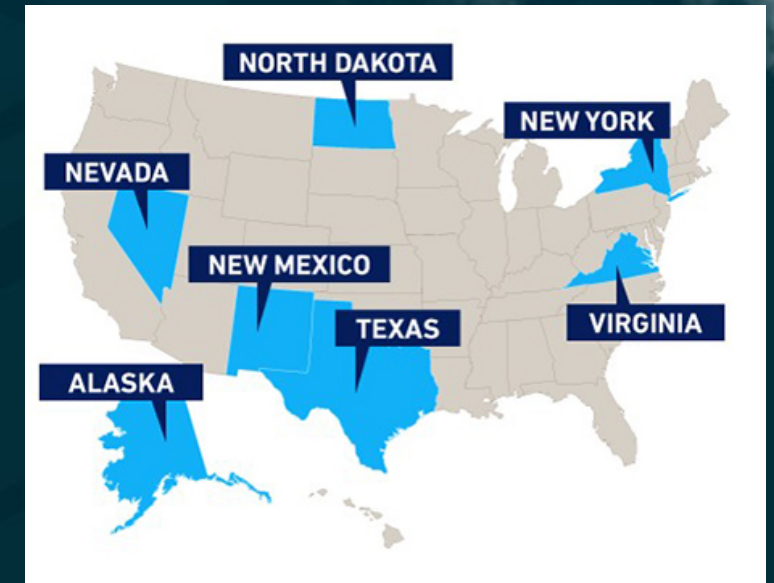 NORTH DAKOTA
NEW YORK
NEVADA
NEW MEXICO
TEXAS
VIRGINIA
ALASKA